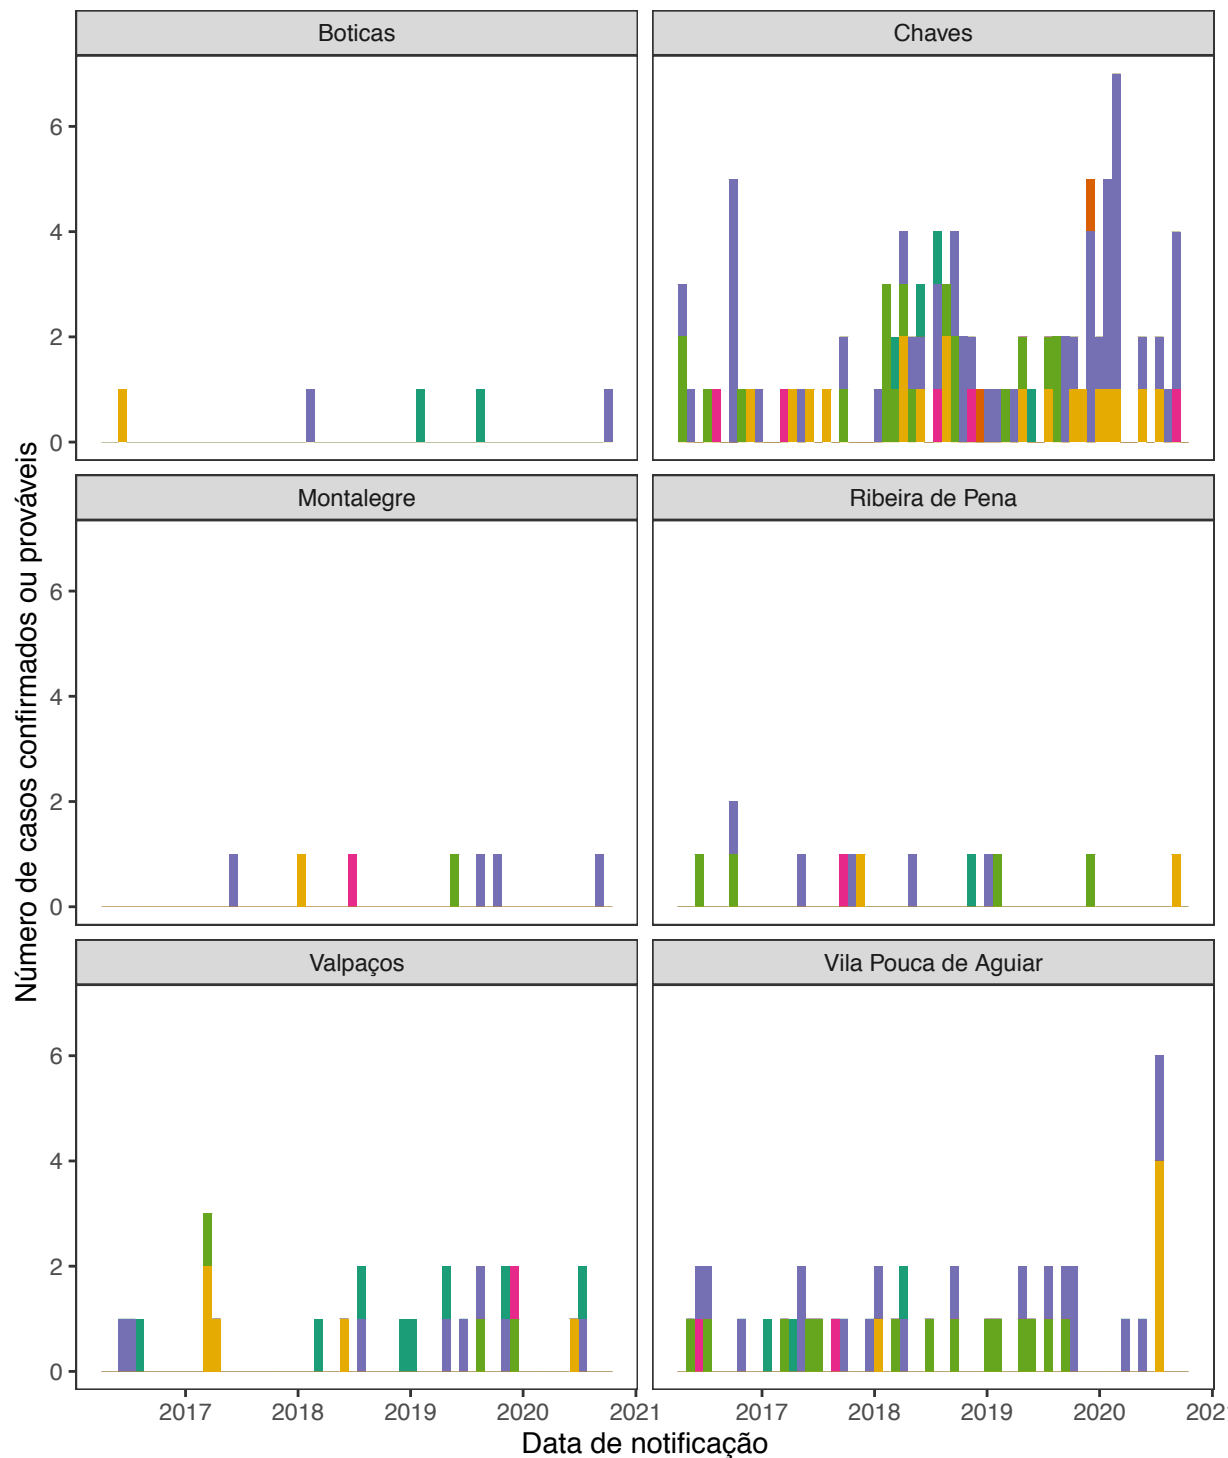 Boticas
Chaves
6
4
2
0
Montalegre
Ribeira de Pena
6
4
2
0
Número de casos confirmados ou prováveis
Valpaços
Vila Pouca de Aguiar
6
4
2
0
2017 2018 2019 2020 2021
2017 2018 2019 2020 202
Data de notificação